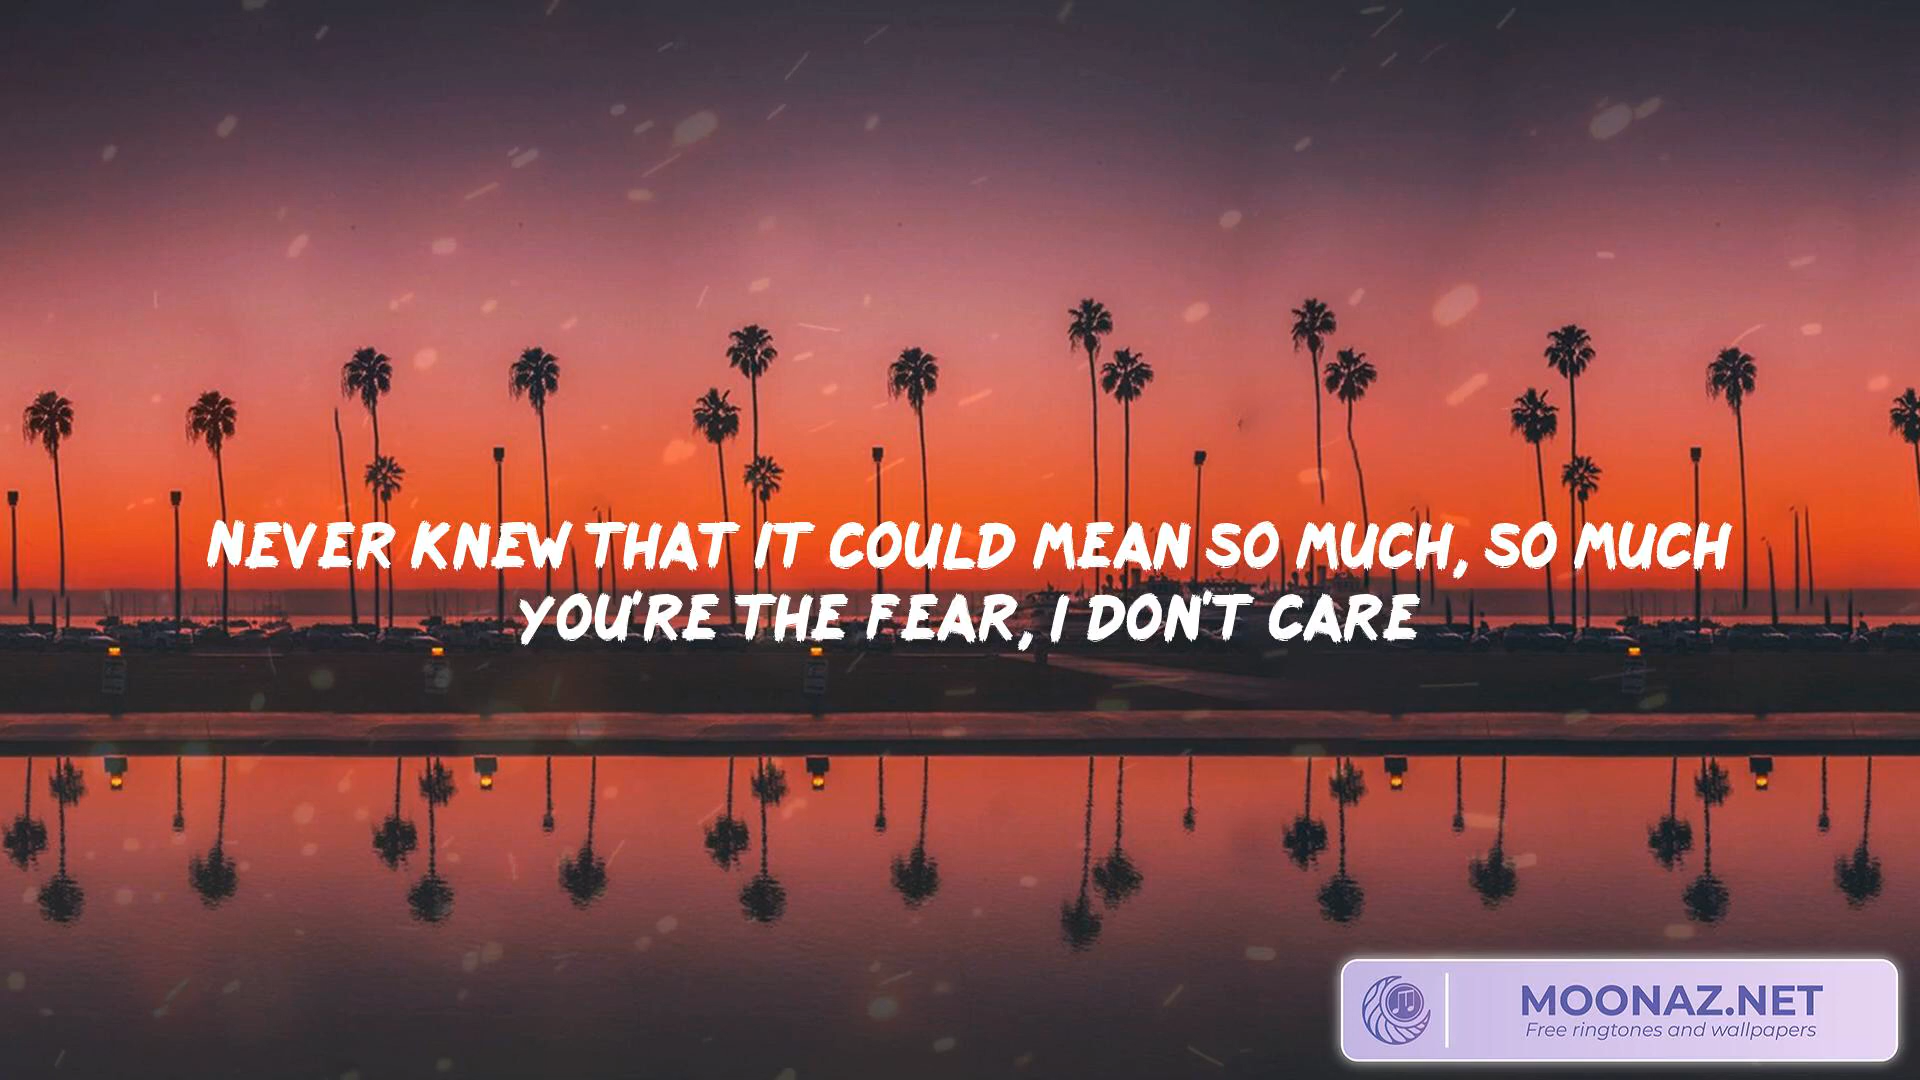 NEVER KNEW THAT IT COULD MEAN SO MUCH, SO MUCH
YOU'RE THE FEAR, I DON'T CARE
MOONAZ.NET
Free ringtones and wallpapers